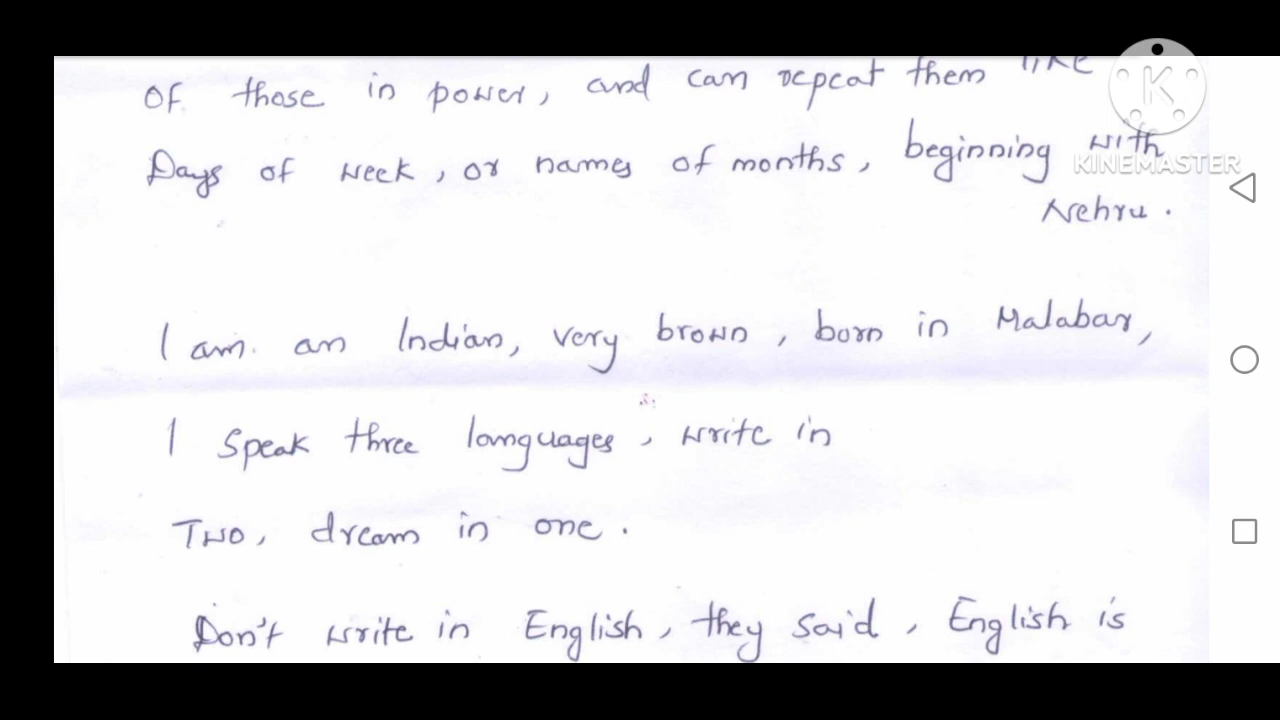 of those in power, and can repeat them like
Days of week, or names of months, beginning with
Nehru.
I am an Indian, very brown, born in Malabar,
I speak three languages, write in
Two, dream in one.
Don't write in English, they said, English is
K
KINEMASTER